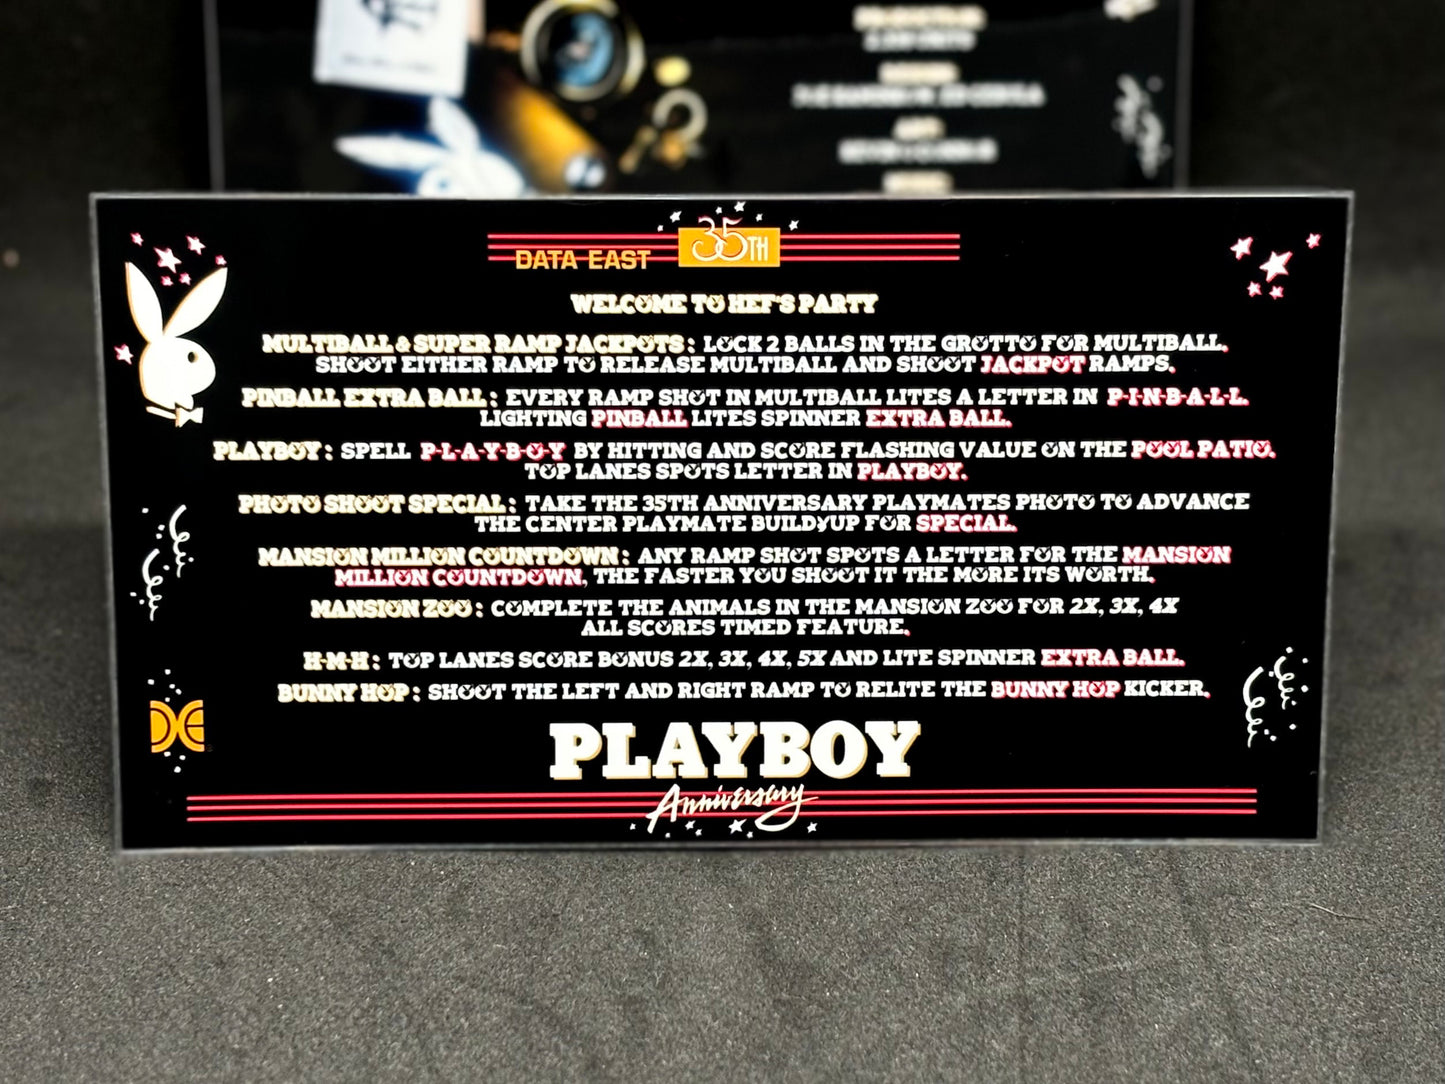 DATA EAST 35TH
WELCOME TO HEF'S PARTY
MULTIBALL & SUPER RAMP JACKPOTS: LOCK 2 BALLS IN THE GROTTO FOR MULTIBALL.
SHOOT EITHER RAMP TO RELEASE MULTIBALL AND SHOOT JACKPOT RAMPS.
PINBALL EXTRA BALL: EVERY RAMP SHOT IN MULTIBALL LITES A LETTER IN P-I-N-B-A-L-L.
LIGHTING PINBALL LITES SPINNER EXTRA BALL.
PLAYBOY: SPELL P-L-A-Y-B-O-Y BY HITTING AND SCORE FLASHING VALUE ON THE POOL PATIO.
TOP LANES SPOTS LETTER IN PLAYBOY.
PHOTO SHOOT SPECIAL: TAKE THE 35TH ANNIVERSARY PLAYMATES PHOTO TO ADVANCE
THE CENTER PLAYMATE BUILD-UP FOR SPECIAL.
MANSION MILLION COUNTDOWN: ANY RAMP SHOT SPOTS A LETTER FOR THE MANSION
MILLION COUNTDOWN, THE FASTER YOU SHOOT IT THE MORE ITS WORTH.
MANSION ZOO: COMPLETE THE ANIMALS IN THE MANSION ZOO FOR 2X, 3X, 4X
ALL SCORES TIMED FEATURE.
H-M-H: TOP LANES SCORE BONUS 2X, 3X, 4X, 5X AND LITE SPINNER EXTRA BALL.
BUNNY HOP: SHOOT THE LEFT AND RIGHT RAMP TO RELITE THE BUNNY HOP KICKER.
DE
PLAYBOY
Anniversary